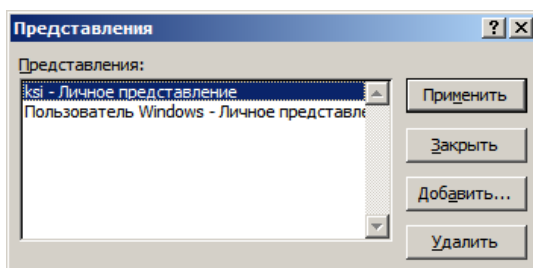 Представления
Представления:
ksi - Личное представление
Пользователь Windows - Личное представле
Применить
Закрыть
Добавить...
Удалить